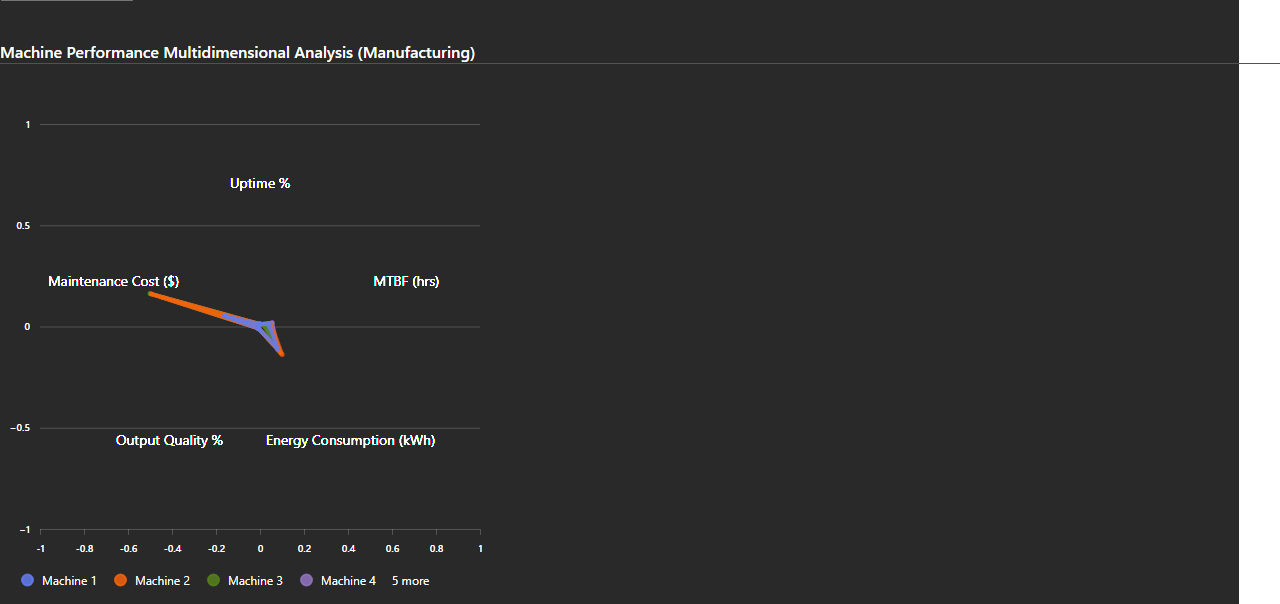 Machine Performance Multidimensional Analysis (Manufacturing)
1
Uptime %
0.5
Maintenance Cost ($)
MTBF (hrs)
0
−0.5
Output Quality %
Energy Consumption (kWh)
−1
-1 -0.8 -0.6 -0.4 -0.2 0 0.2 0.4 0.6 0.8 1
Machine 1 Machine 2 Machine 3 Machine 4 5 more